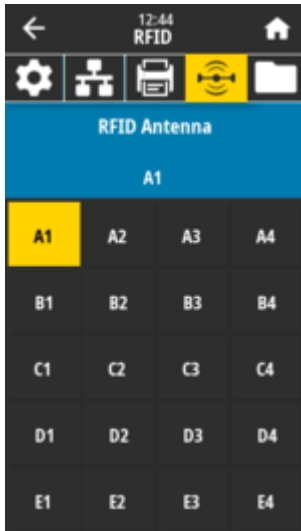 12:44
RFID
RFID Antenna
A1
A1 A2 A3 A4
B1 B2 B3 B4
C1 C2 C3 C4
D1 D2 D3 D4
E1 E2 E3 E4